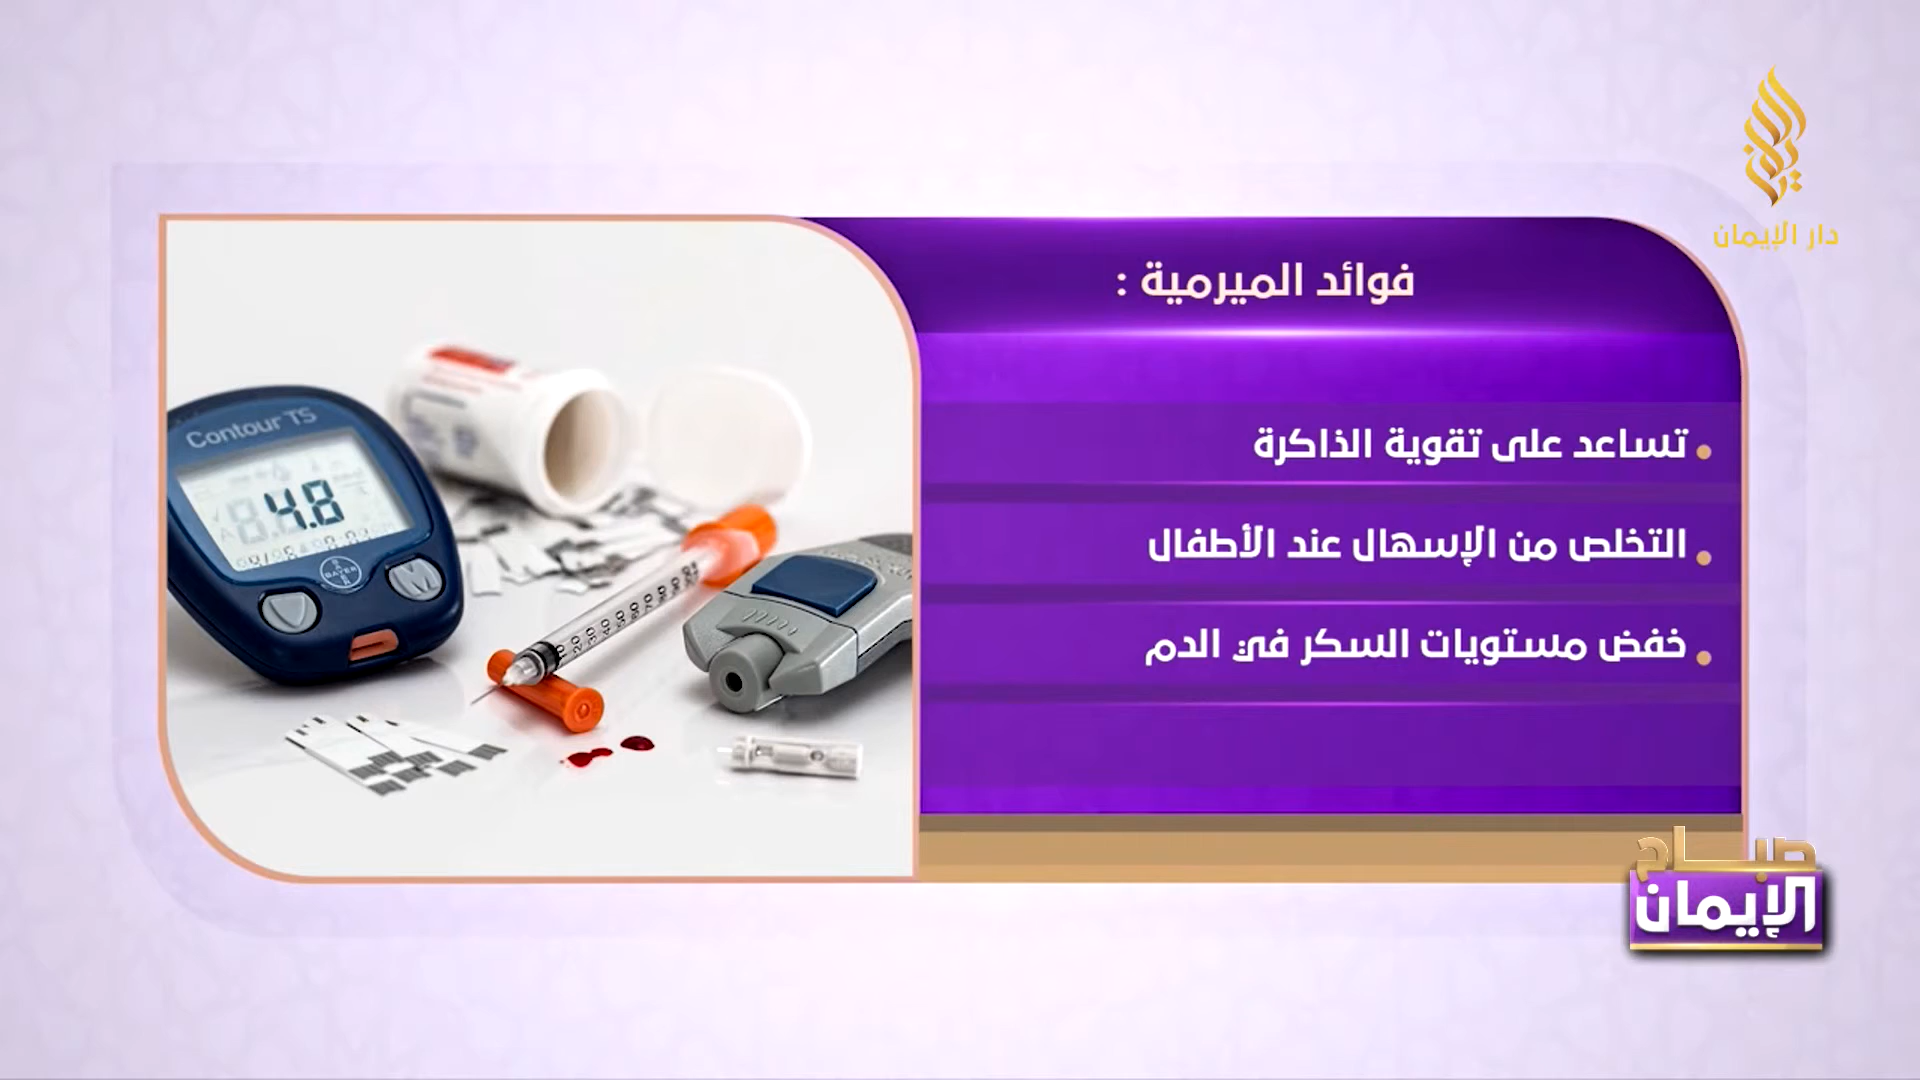 دار الإيمان
فوائد الميرمية :
تساعد على تقوية الذاكرة
التخلص من الإسهال عند الأطفال
خفض مستويات السكر في الدم
صباح
الإيمان
Contour TS
4.8
BAYER
M